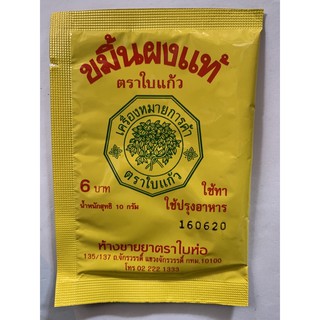 ขมิ้นผงแท้
ตราใบแก้ว
เครื่องหมายการค้า
ตราใบแก้ว
6 บาท
น้ำหนักสุทธิ 10 กรัม
ใช้ทา
ใช้ปรุงอาหาร
160620
ห้างขายยาตราใบห่อ
135/137 ถ.จักรวรรดิ์ แขวงจักรวรรดิ์ กทม. 10100
โทร 02 222 1333